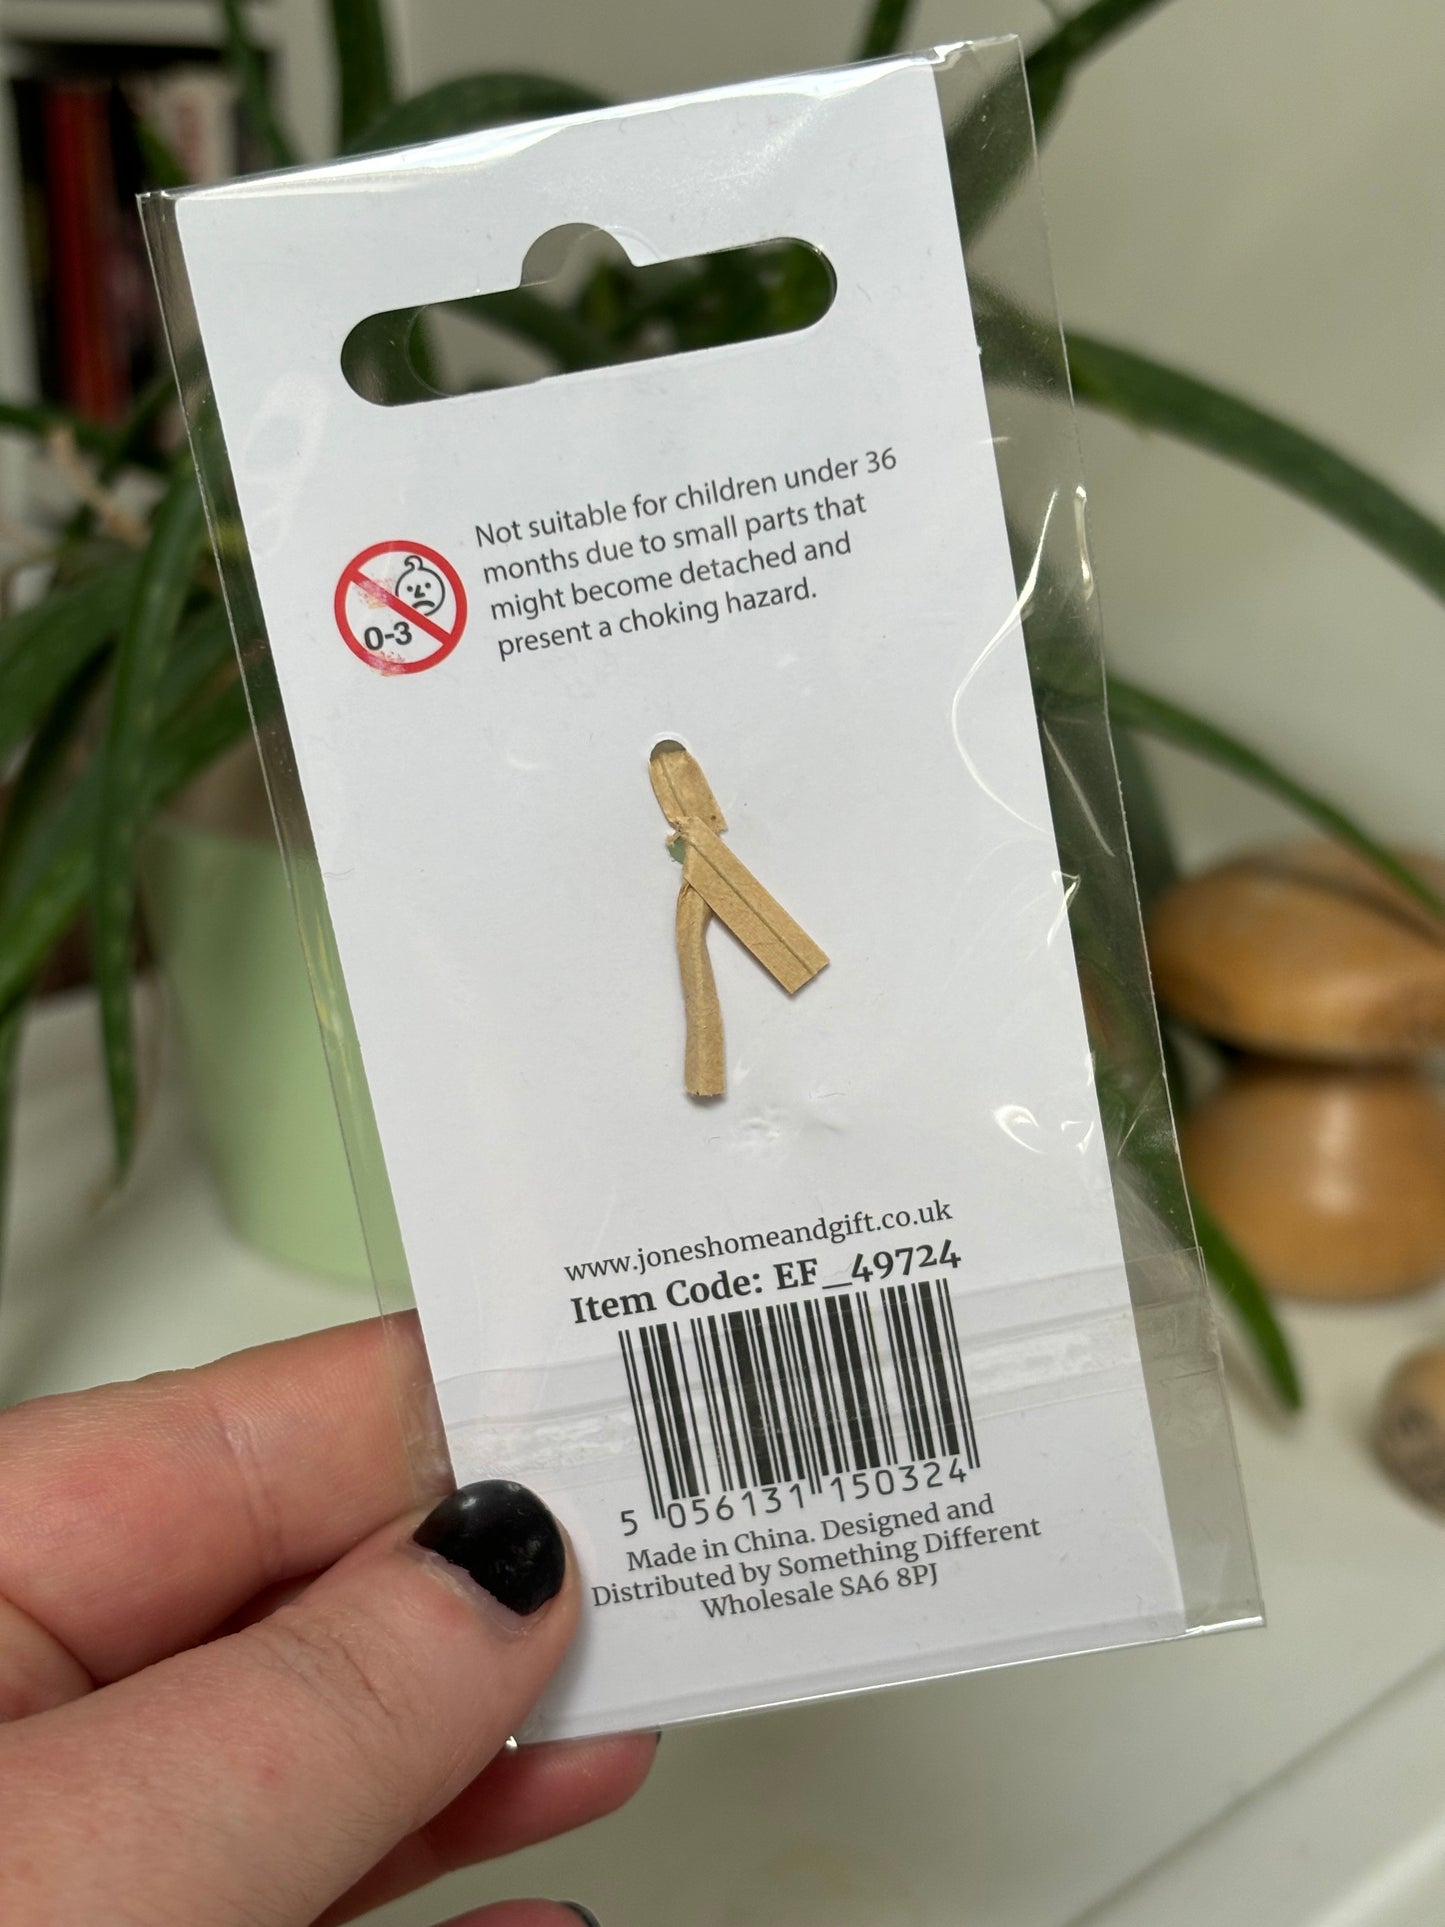 Not suitable for children under 36
months due to small parts that
might become detached and
present a choking hazard.
0-3
www.joneshomeandgift.co.uk
Item Code: EF_49724
5 056131 150324
Made in China. Designed and
Distributed by Something Different
Wholesale SA6 8PJ